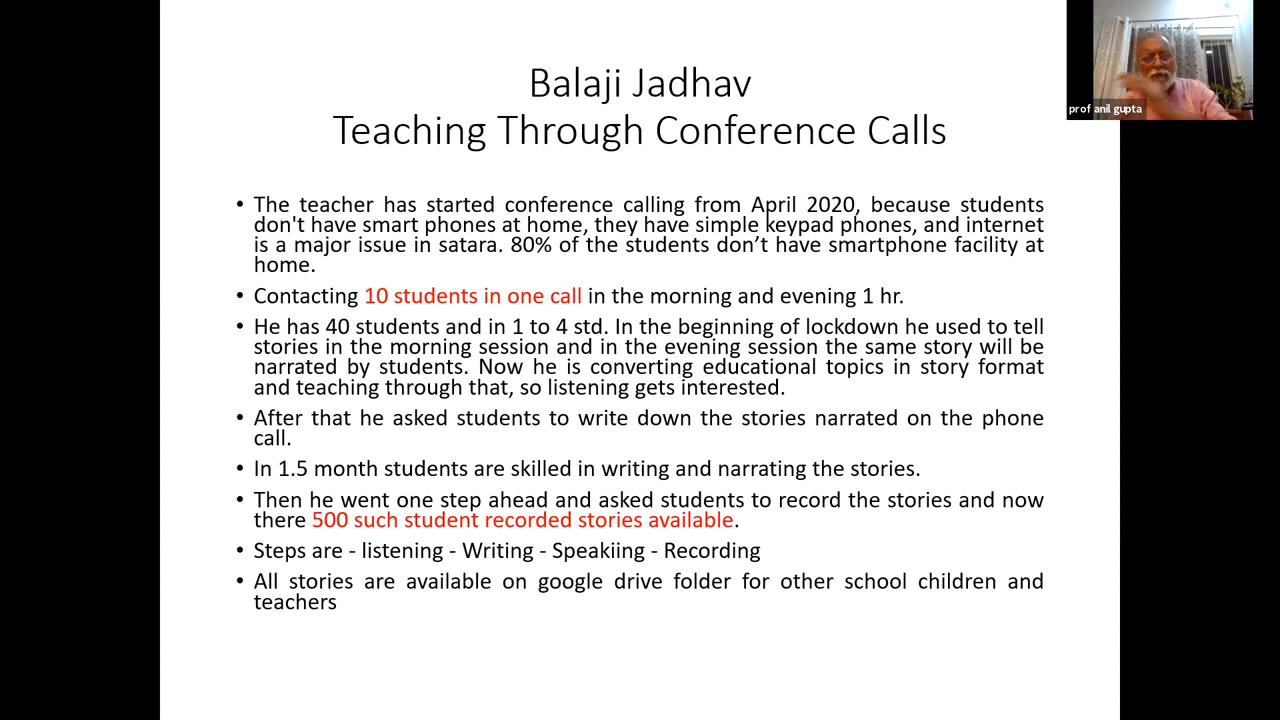 Balaji Jadhav
Teaching Through Conference Calls
prof anil gupta
• The teacher has started conference calling from April 2020, because students
don't have smart phones at home, they have simple keypad phones, and internet
is a major issue in satara. 80% of the students don’t have smartphone facility at
home.
• Contacting 10 students in one call in the morning and evening 1 hr.
• He has 40 students and in 1 to 4 std. In the beginning of lockdown he used to tell
stories in the morning session and in the evening session the same story will be
narrated by students. Now he is converting educational topics in story format
and teaching through that, so listening gets interested.
• After that he asked students to write down the stories narrated on the phone
call.
• In 1.5 month students are skilled in writing and narrating the stories.
• Then he went one step ahead and asked students to record the stories and now
there 500 such student recorded stories available.
• Steps are - listening - Writing - Speakiing - Recording
• All stories are available on google drive folder for other school children and
teachers